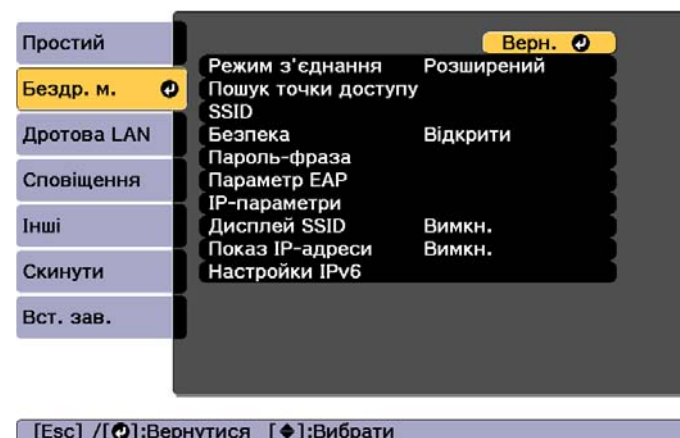 Простий
Бездр. м.
Дротова LAN
Сповіщення
Інші
Скинути
Вст. зав.
Верн.
Режим з'єднання Розширений
Пошук точки доступу
SSID
Безпека Відкрити
Пароль-фраза
Параметр EAP
IP-параметри
Дисплей SSID Вимкн.
Показ IP-адреси Вимкн.
Настройки IPv6
[Esc] /[]:Вернутися []:Вибрати